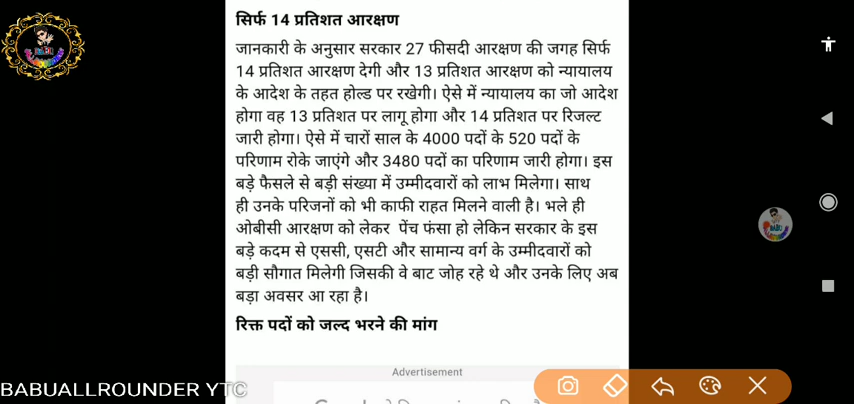 सिर्फ 14 प्रतिशत आरक्षण
जानकारी के अनुसार सरकार 27 फीसदी आरक्षण की जगह सिर्फ
14 प्रतिशत आरक्षण देगी और 13 प्रतिशत आरक्षण को न्यायालय
के आदेश के तहत होल्ड पर रखेगी। ऐसे में न्यायालय का जो आदेश
होगा वह 13 प्रतिशत पर लागू होगा और 14 प्रतिशत पर रिजल्ट
जारी होगा। ऐसे में चारों साल के 4000 पदों के 520 पदों के
परिणाम रोके जाएंगे और 3480 पदों का परिणाम जारी होगा। इस
बड़े फैसले से बड़ी संख्या में उम्मीदवारों को लाभ मिलेगा। साथ
ही उनके परिजनों को भी काफी राहत मिलने वाली है। भले ही
ओबीसी आरक्षण को लेकर पेंच फंसा हो लेकिन सरकार के इस
बड़े कदम से एससी, एसटी और सामान्य वर्ग के उम्मीदवारों को
बड़ी सौगात मिलेगी जिसकी वे बाट जोह रहे थे और उनके लिए अब
बड़ा अवसर आ रहा है।
रिक्त पदों को जल्द भरने की मांग
Advertisement
BABUALLROUNDER YTC